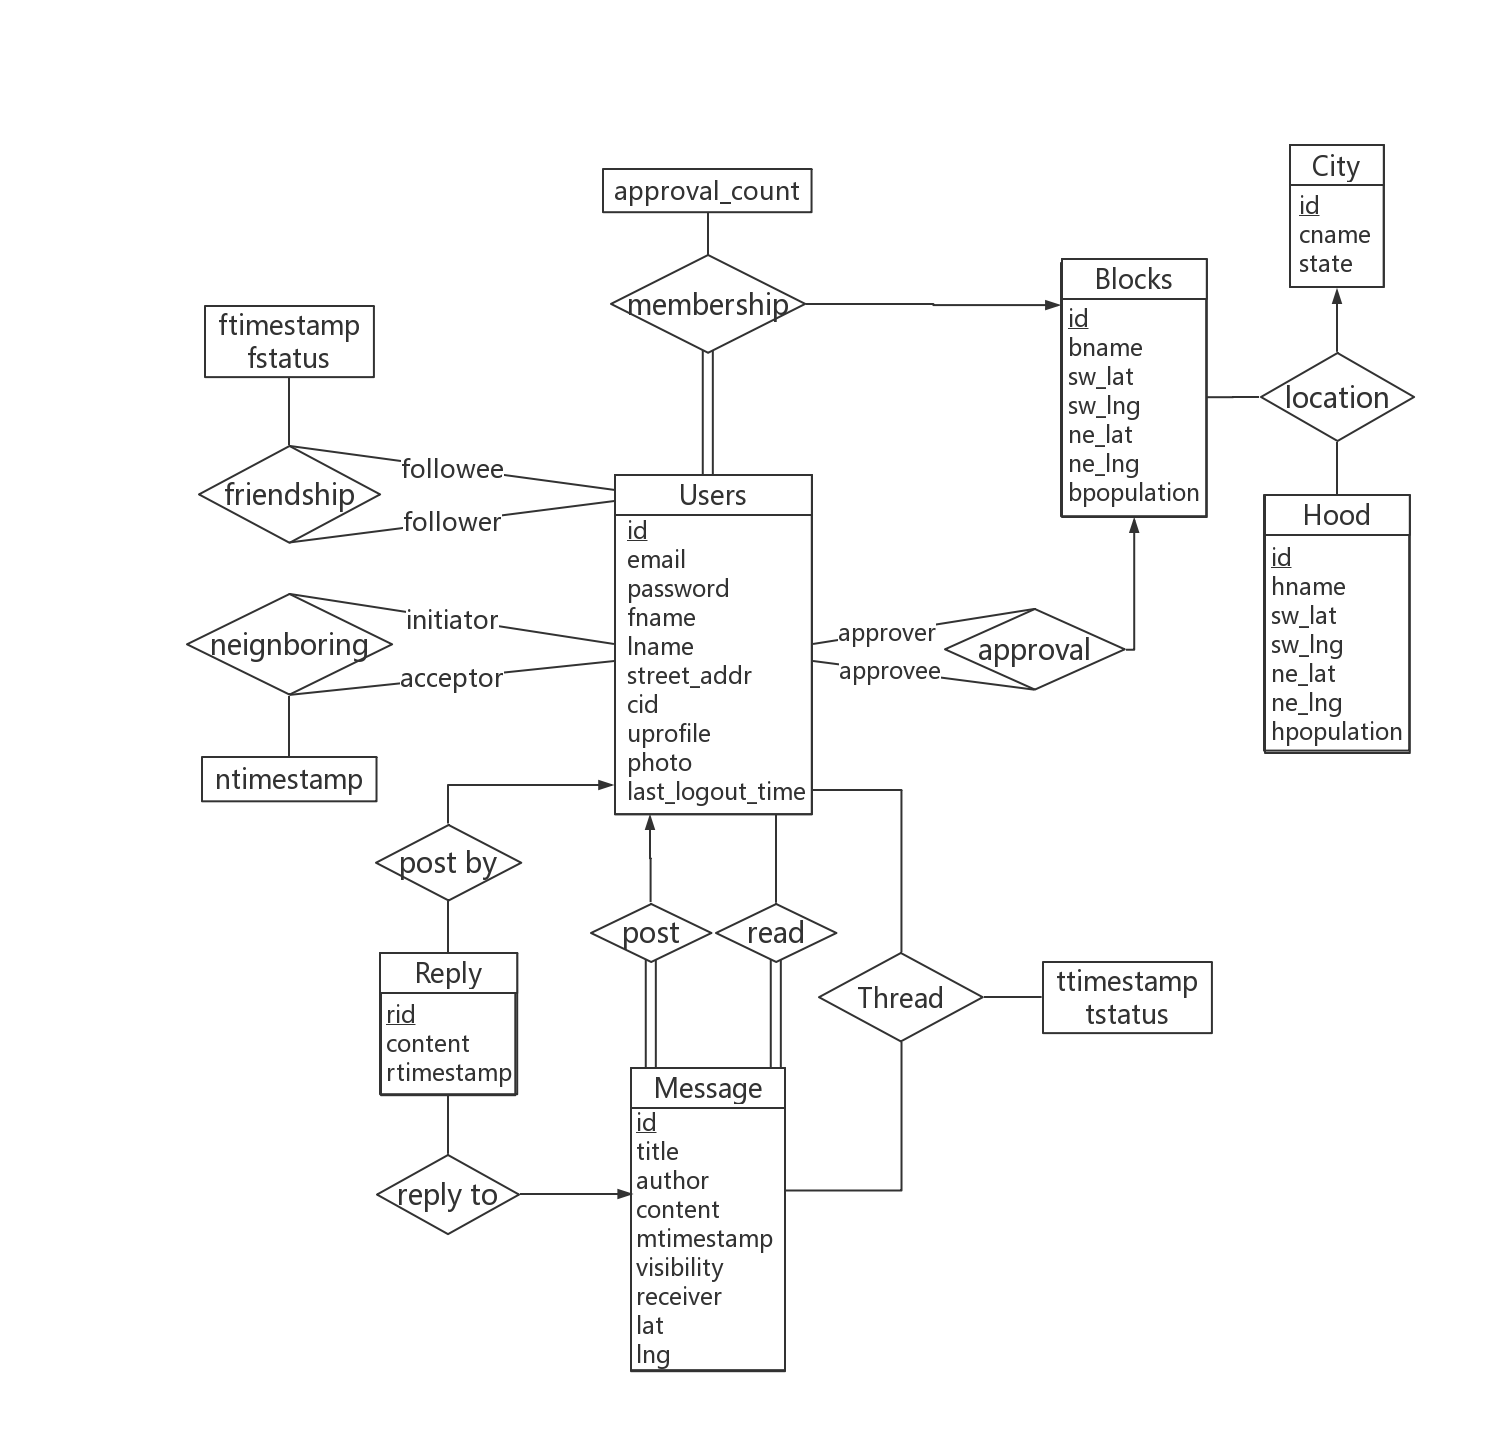 approval_count
membership
City
id
cname
state
Blocks
id
bname
sw_lat
sw_lng
ne_lat
ne_lng
bpopulation
location
ftimestamp
fstatus
friendship
followee
follower
Users
id
email
password
fname
lname
street_addr
cid
uprofile
photo
last_logout_time
Hood
id
hname
sw_lat
sw_lng
ne_lat
ne_lng
hpopulation
neignboring
initiator
acceptor
ntimestamp
approver
approvee
approval
post by
post
read
Thread
ttimestamp
tstatus
Reply
rid
content
rtimestamp
reply to
Message
id
title
author
content
mtimestamp
visibility
receiver
lat
lng